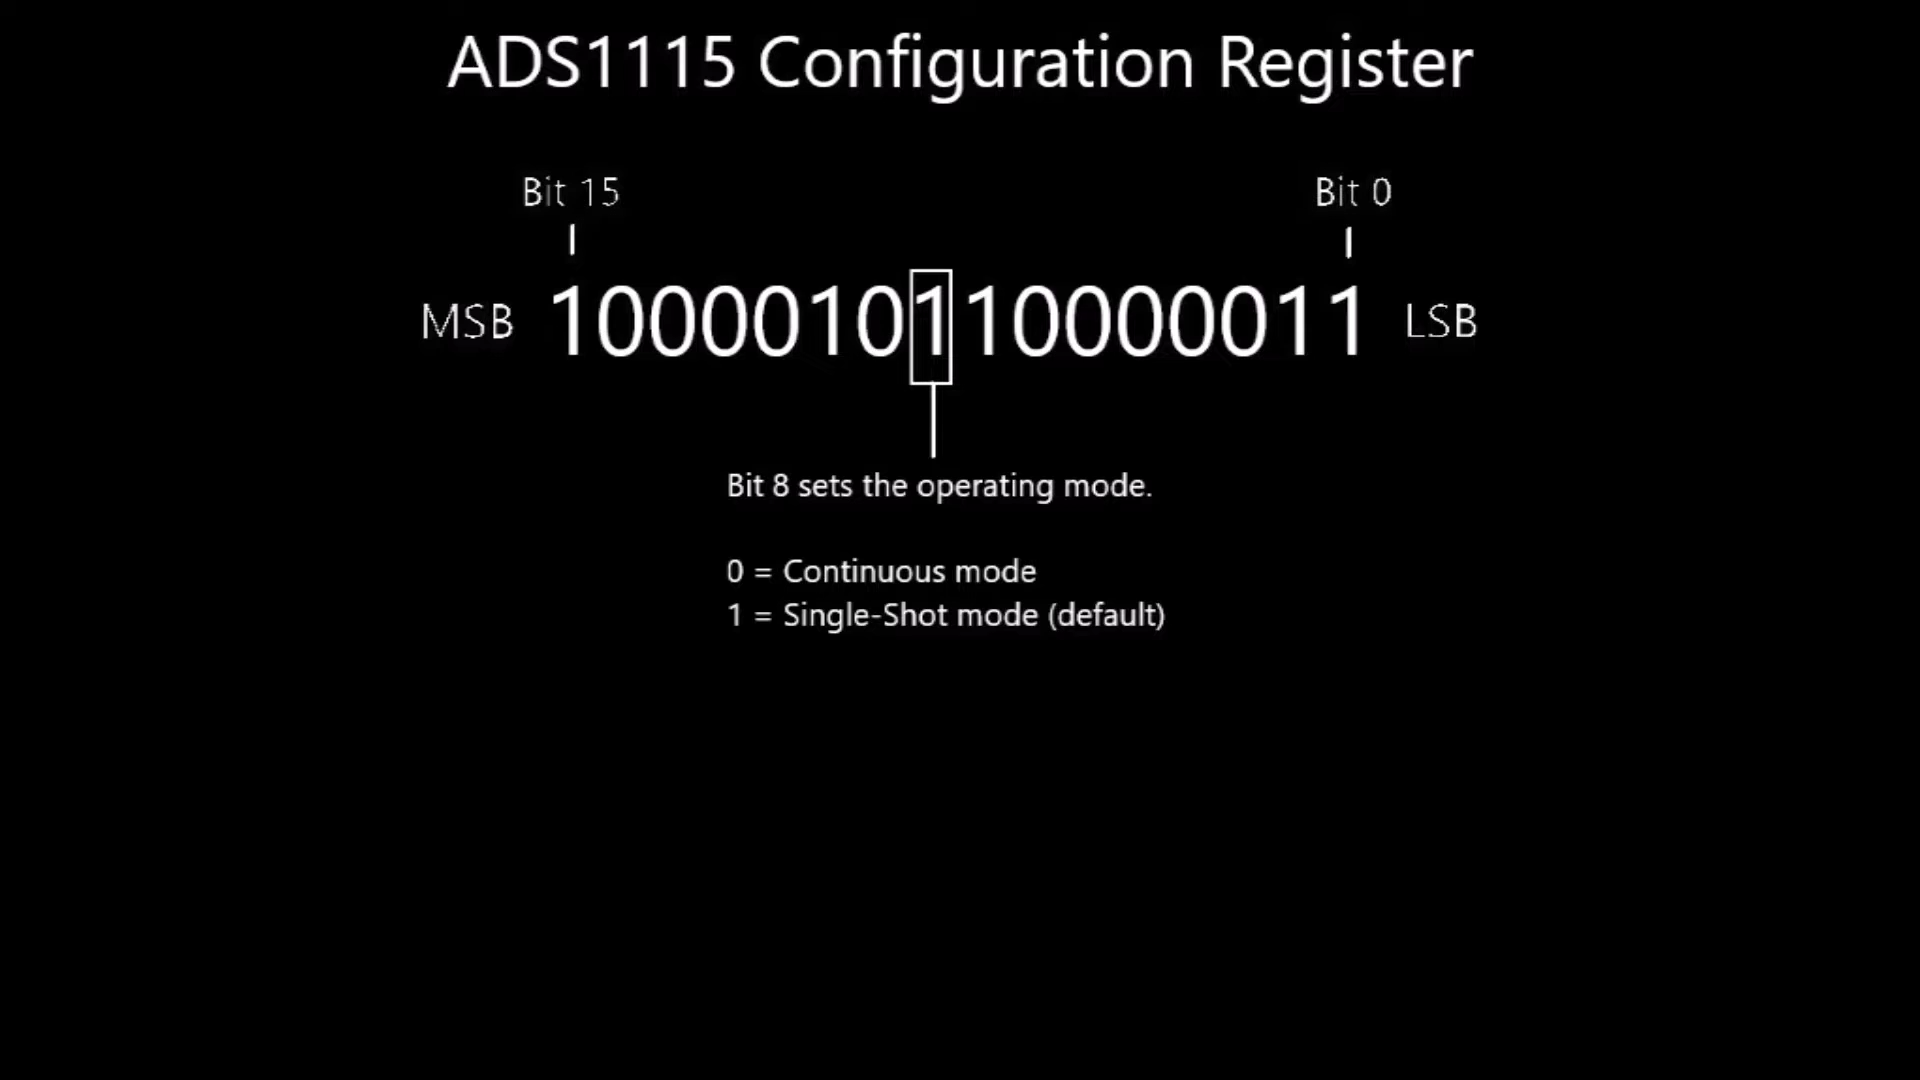 ADS1115 Configuration Register
Bit 15 Bit 0
MSB 1000010110000011 LSB
Bit 8 sets the operating mode.
0 = Continuous mode
1 = Single-Shot mode (default)